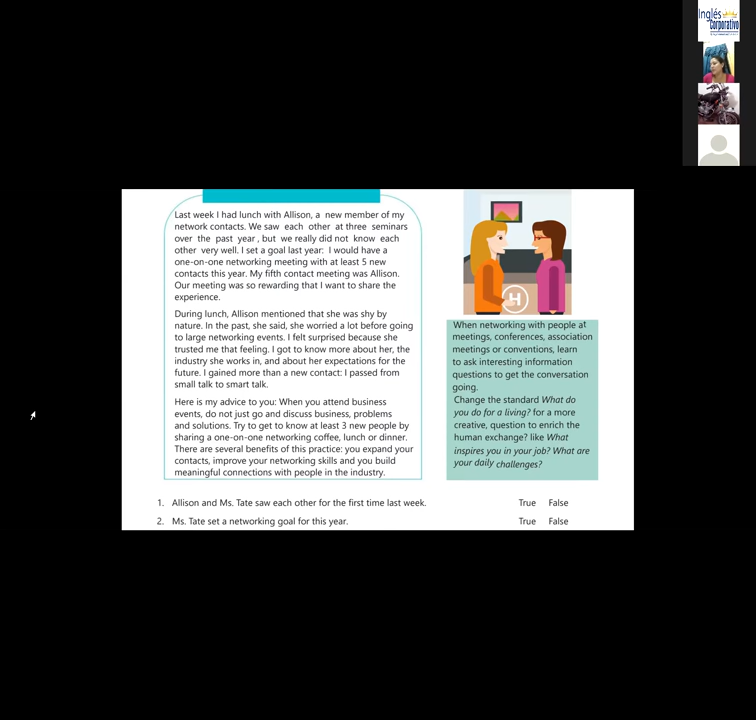 Inglés
Corporativo
Last week I had lunch with Allison, a new member of my
network contacts. We saw each other at three seminars
over the past year, but we really did not know each
other very well. I set a goal last year: I would have a
one-on-one networking meeting with at least 5 new
contacts this year. My fifth contact meeting was Allison.
Our meeting was so rewarding that I want to share the
experience.
During lunch, Allison mentioned that she was shy by
nature. In the past, she said, she worried a lot before going
to large networking events. I felt surprised because she
trusted me that feeling. I got to know more about her, the
industry she works in, and about her expectations for the
future. I gained more than a new contact: I passed from
small talk to smart talk.
Here is my advice to you: When you attend business
events, do not just go and discuss business, problems
and solutions. Try to get to know at least 3 new people by
sharing a one-on-one networking coffee, lunch or dinner.
There are several benefits of this practice: you expand your
contacts, improve your networking skills and you build
meaningful connections with people in the industry.
H
When networking with people at
meetings, conferences, association
meetings or conventions, learn
to ask interesting information
questions to get the conversation
going.
Change the standard What do
you do for a living? for a more
creative, question to enrich the
human exchange? like What
inspires you in your job? What are
your daily challenges?
1. Allison and Ms. Tate saw each other for the first time last week. True False
2. Ms. Tate set a networking goal for this year. True False